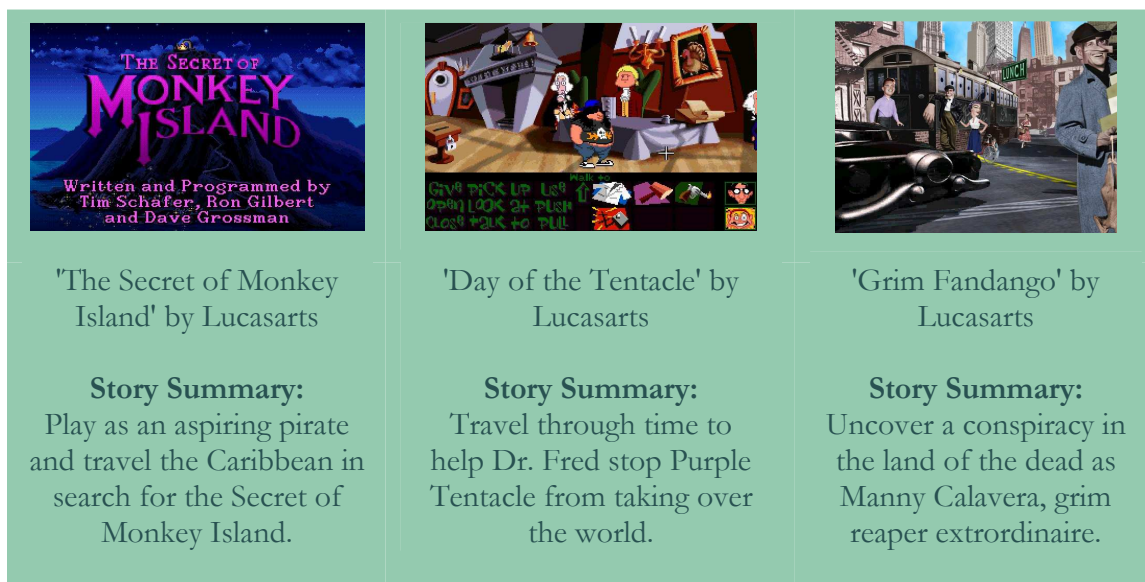 THE SECRET OF
MONKEY
ISLAND
Written and Programmed by
Tim Schafer, Ron Gilbert
and Dave Grossman
'The Secret of Monkey
Island' by Lucasarts
Story Summary:
Play as an aspiring pirate
and travel the Caribbean in
search for the Secret of
Monkey Island.
Walk to
Give Pick up Use
Open Look at Push
Close Talk to Pull
'Day of the Tentacle' by
Lucasarts
Story Summary:
Travel through time to
help Dr. Fred stop Purple
Tentacle from taking over
the world.
LUNCH
'Grim Fandango' by
Lucasarts
Story Summary:
Uncover a conspiracy in
the land of the dead as
Manny Calavera, grim
reaper extrordinaire.